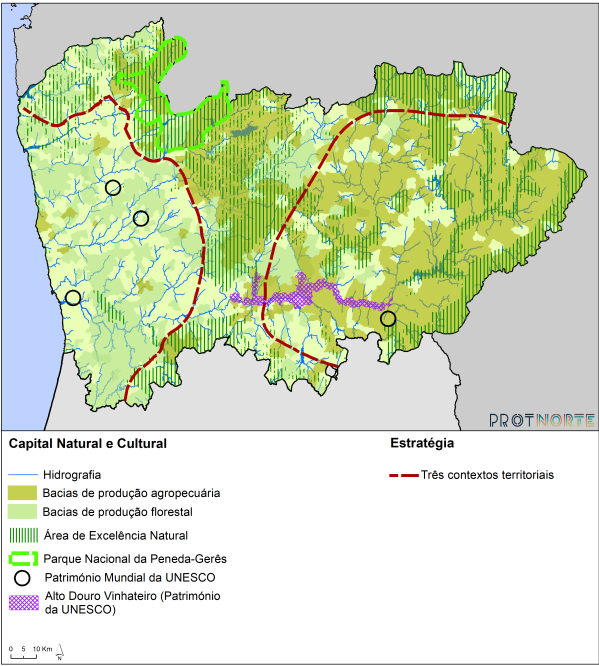 PROTNORTE
Capital Natural e Cultural
Hidrografia
Bacias de produção agropecuária
Bacias de produção florestal
Área de Excelência Natural
Parque Nacional da Peneda-Gerês
Património Mundial da UNESCO
Alto Douro Vinhateiro (Património
da UNESCO)
Estratégia
Três contextos territoriais
0 5 10 Km
N